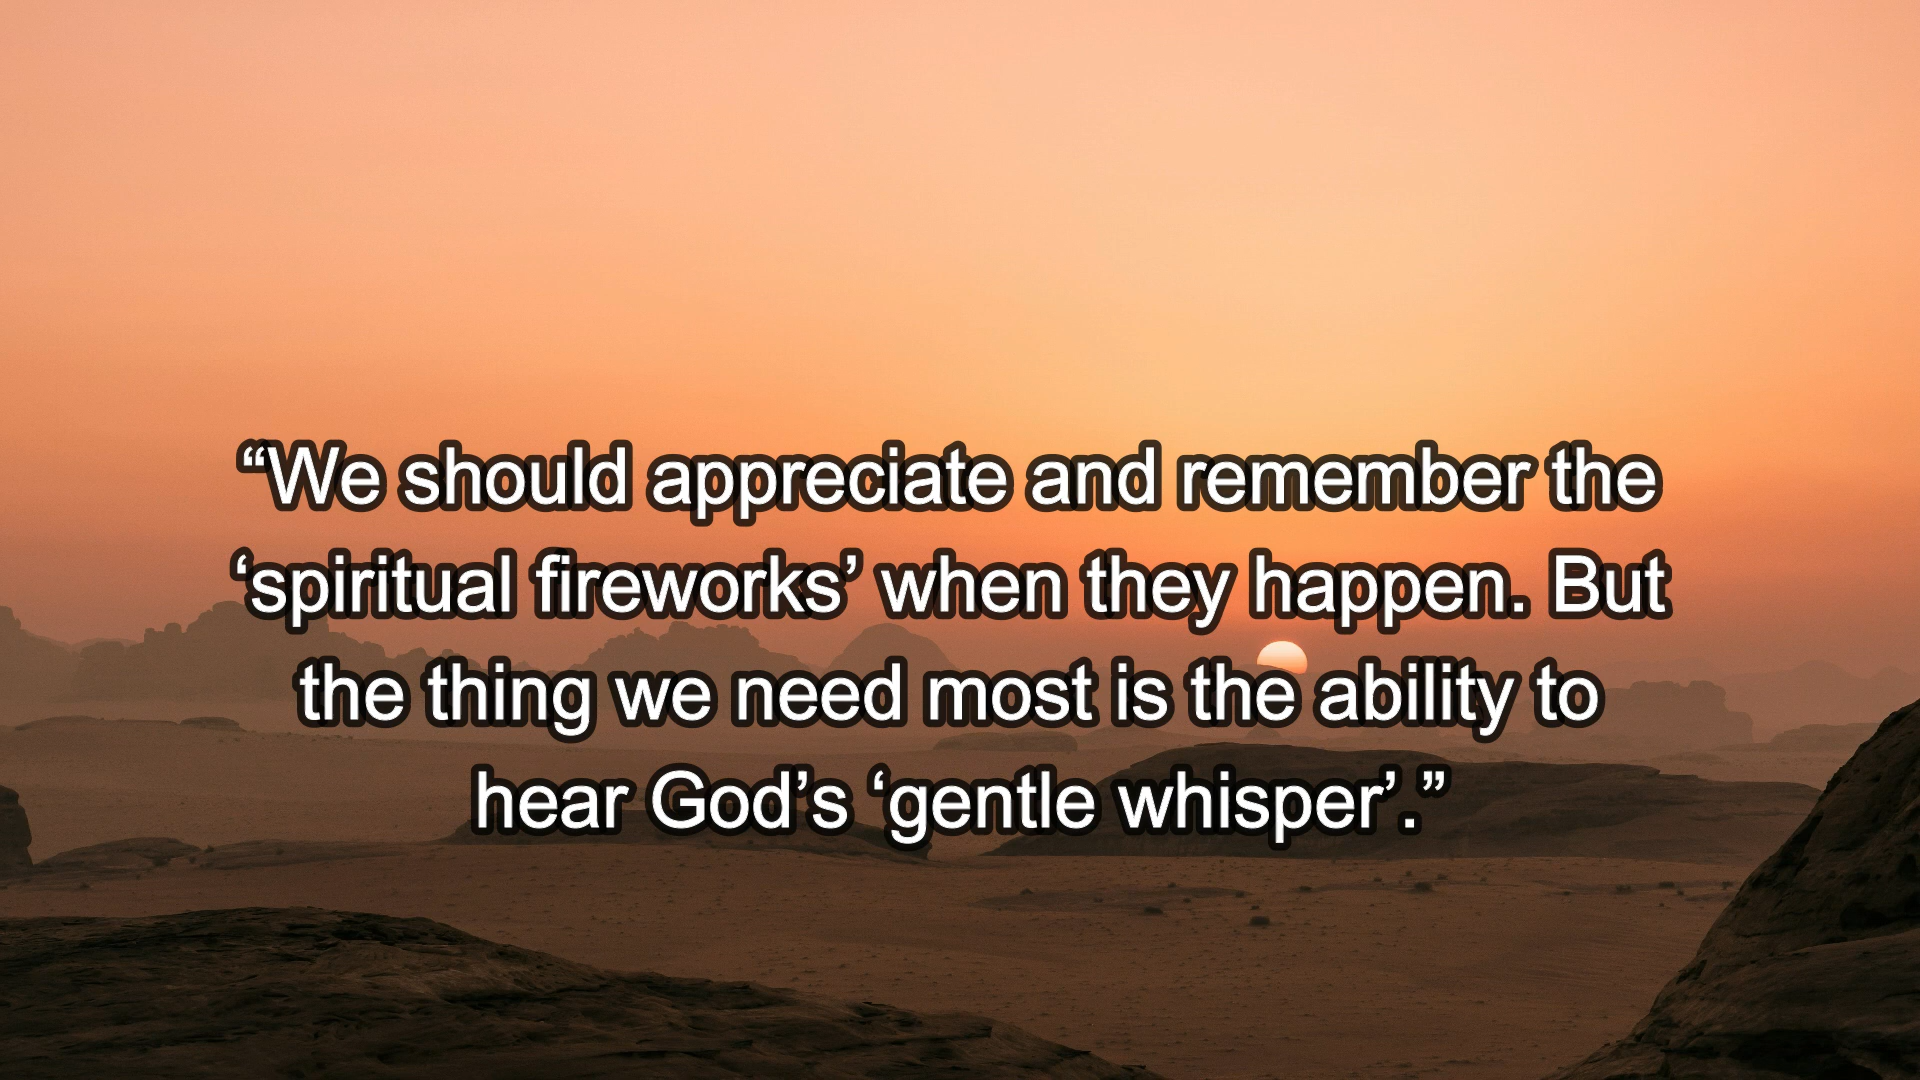 “We should appreciate and remember the
‘spiritual fireworks’ when they happen. But
the thing we need most is the ability to
hear God’s ‘gentle whisper’.”